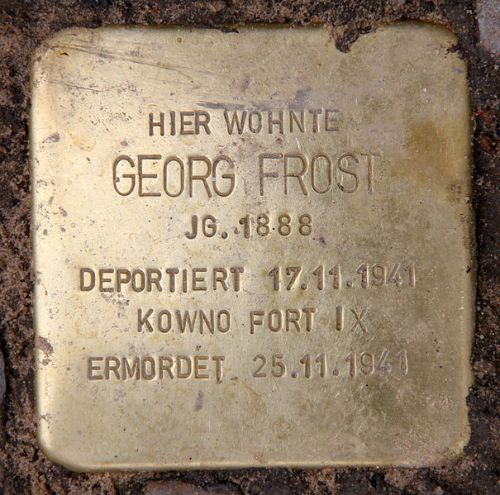 HIER WOHNTE
GEORG FROST
JG. 1888
DEPORTIERT 17.11.1941
KOWNO FORT IX
ERMORDET 25.11.1941